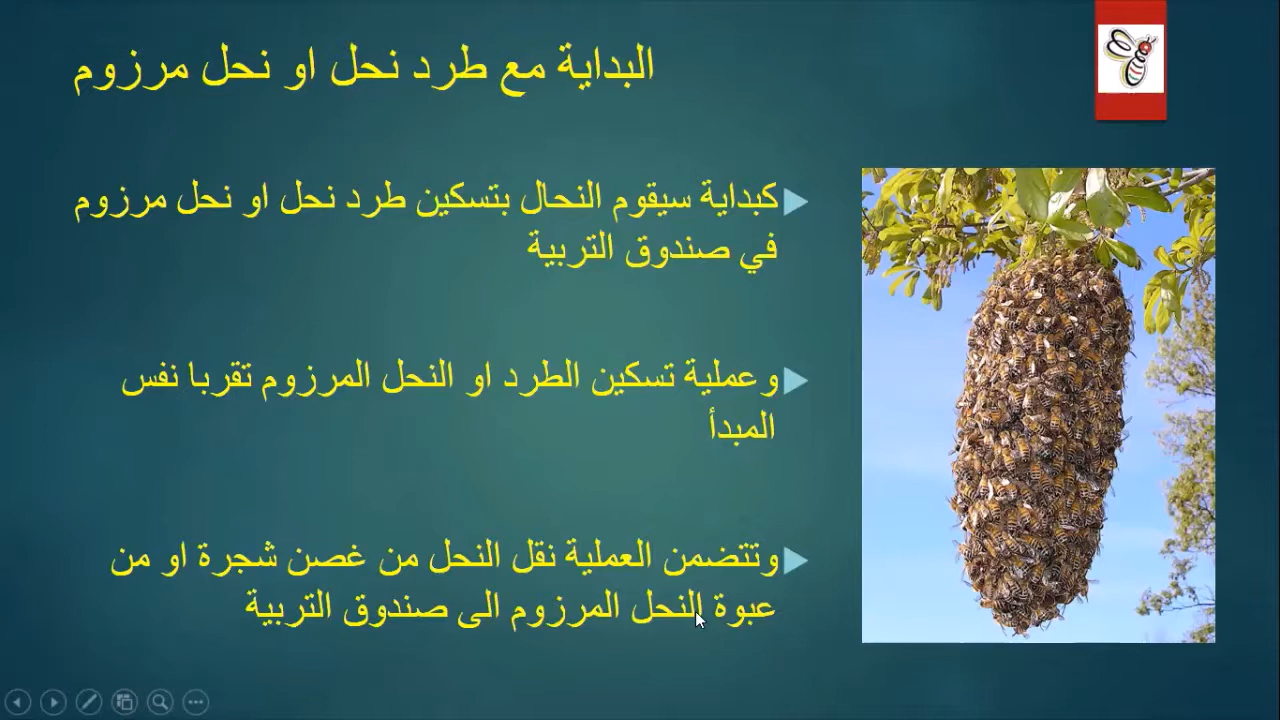 البداية مع طرد نحل او نحل مرزوم
كبداية سيقوم النحال بتسكين طرد نحل او نحل مرزوم
في صندوق التربية
وعملية تسكين الطرد او النحل المرزوم تقربا نفس
المبدأ
وتتضمن العملية نقل النحل من غصن شجرة او من
عبوة النحل المرزوم الى صندوق التربية